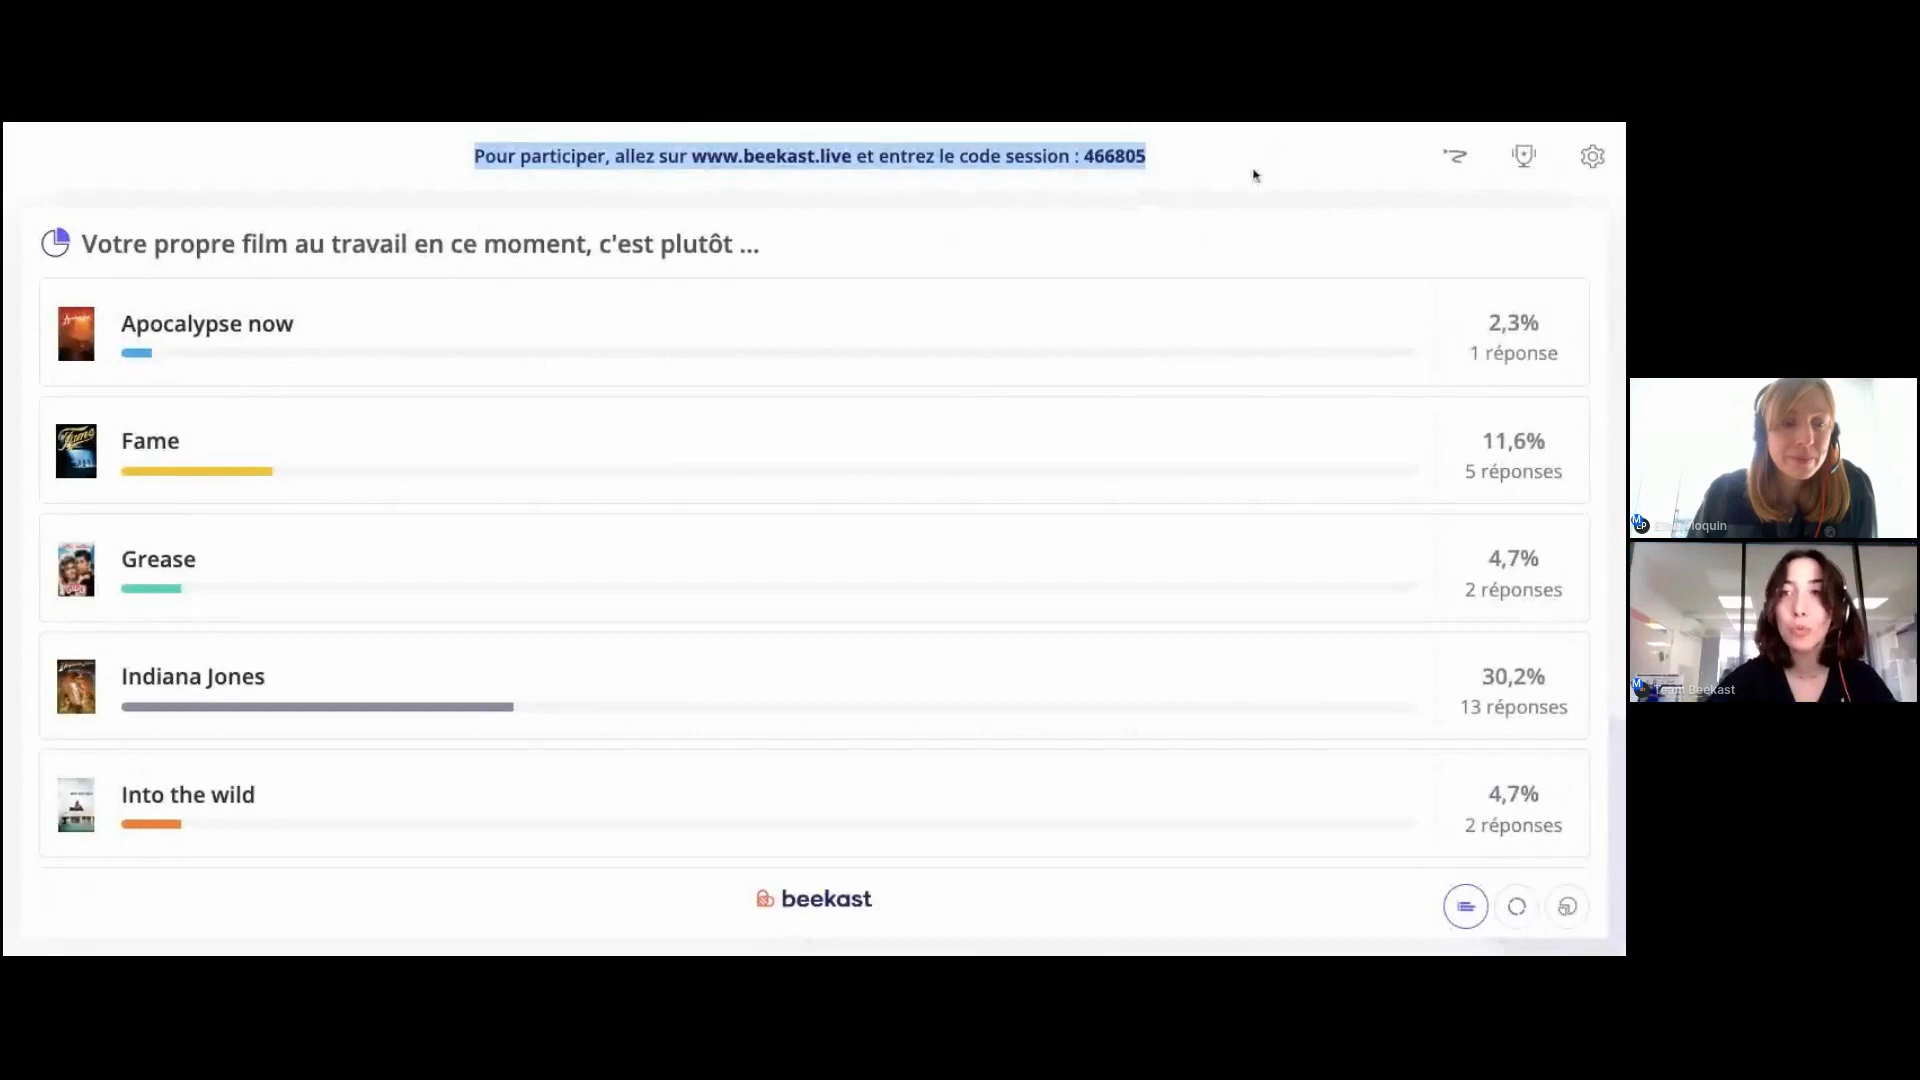 Pour participer, allez sur www.beekast.live et entrez le code session : 466805
Votre propre film au travail en ce moment, c'est plutôt ...
Apocalypse now
2,3%
1 réponse
Fame
11,6%
5 réponses
Grease
4,7%
2 réponses
Indiana Jones
30,2%
13 réponses
Into the wild
4,7%
2 réponses
beekast
Team Beekast